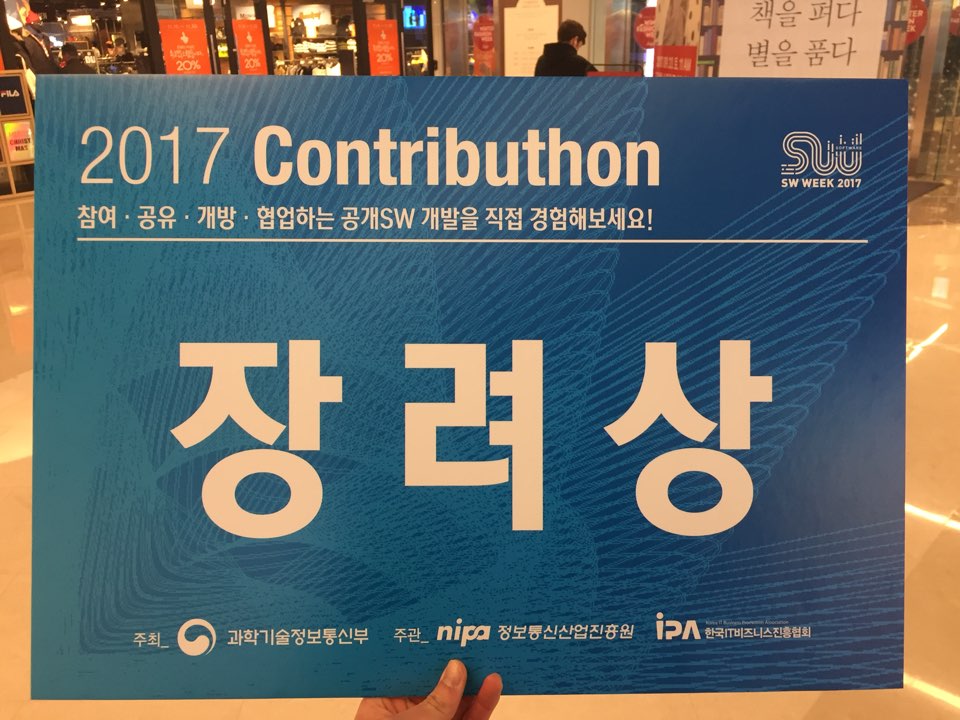 책을 펴다
별을 품다
20%
20%
20%
FILA
2017 Contributhon
SOFTWARE
SW WEEK 2017
참여 · 공유 · 개방 · 협업하는 공개SW 개발을 직접 경험해보세요!
장려상
주최_ 과학기술정보통신부 주관_ nipa 정보통신산업진흥원 iPA 한국IT비즈니스진흥협회